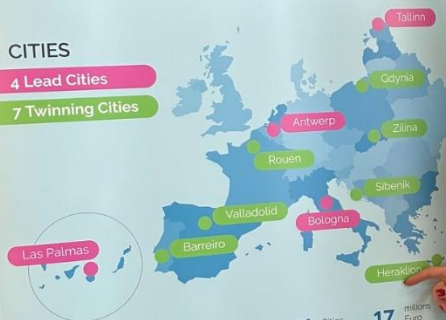 CITIES
4 Lead Cities
7 Twinning Cities
Tallinn
Gdynia
Antwerp
Zilina
Rouen
Sibenik
Valladolid
Bologna
Las Palmas
Barreiro
Heraklion
17 milions
Euro